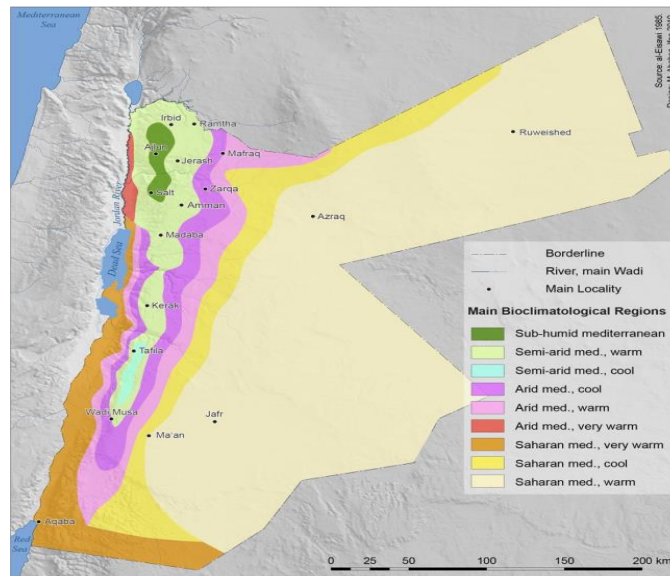 Mediterranean
Sea
Source: al-Eisawi 1985.
Irbid
Ramtha
Ajlun
Jerash
Mafraq
Ruweished
Salt
Zarqa
Amman
Azraq
Jordan River
Madaba
Dead Sea
Kerak
Tafila
Wadi Musa
Jafr
Ma'an
Aqaba
Red
Sea
Borderline
River, main Wadi
Main Locality
Main Bioclimatological Regions
Sub-humid mediterranean
Semi-arid med., warm
Semi-arid med., cool
Arid med., cool
Arid med., warm
Arid med., very warm
Saharan med., very warm
Saharan med., cool
Saharan med., warm
0 25 50 100 150 200 km